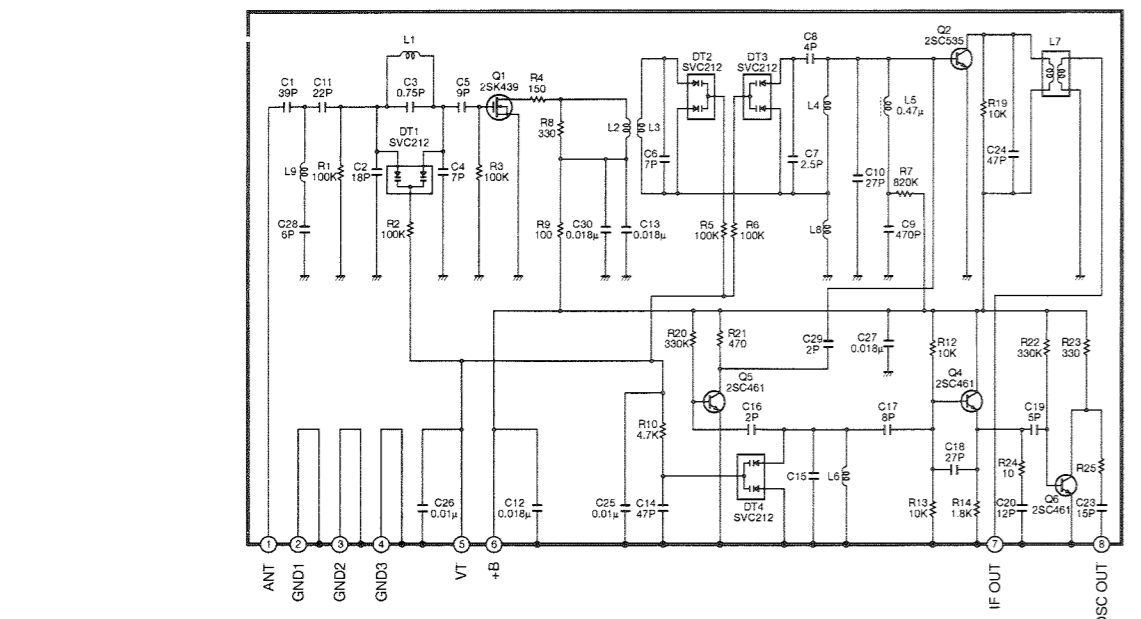 L1
C1
39P
C11
22P
C3
0.75P
C5
9P
Q1
2SK439
R4
150
DT1
SVC212
L9
R1
100K
C2
18P
C4
7P
R3
100K
R8
330
L2
L3
C28
6P
R2
100K
R9
100
C30
0.018μ
C13
0.018μ
DT2
SVC212
DT3
SVC212
C8
4P
Q2
2SC535
L7
L4
L5
0.47μ
R19
10K
C6
7P
C7
2.5P
C10
27P
R7
820K
C24
47P
R5
100K
R6
100K
L8
C9
470P
R20
330K
R21
470
C29
2P
C27
0.018μ
R12
10K
R22
330K
R23
330
Q5
2SC461
Q4
2SC461
C16
2P
C17
8P
C19
5P
R10
4.7K
C18
27P
R24
10
R25
C15
L6
DT4
SVC212
C26
0.01μ
C12
0.018μ
C25
0.01μ
C14
47P
R13
10K
R14
1.8K
C20
12P
Q6
2SC461
C23
15P
1
2
3
4
5
6
7
8
ANT
GND1
GND2
GND3
VT
+B
IF OUT
OSC OUT